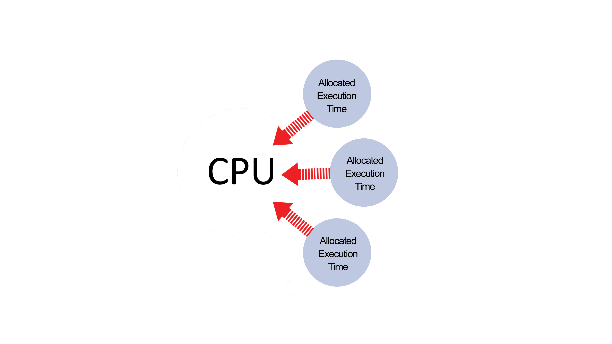 Allocated
Execution
Time
CPU
Allocated
Execution
Time
Allocated
Execution
Time